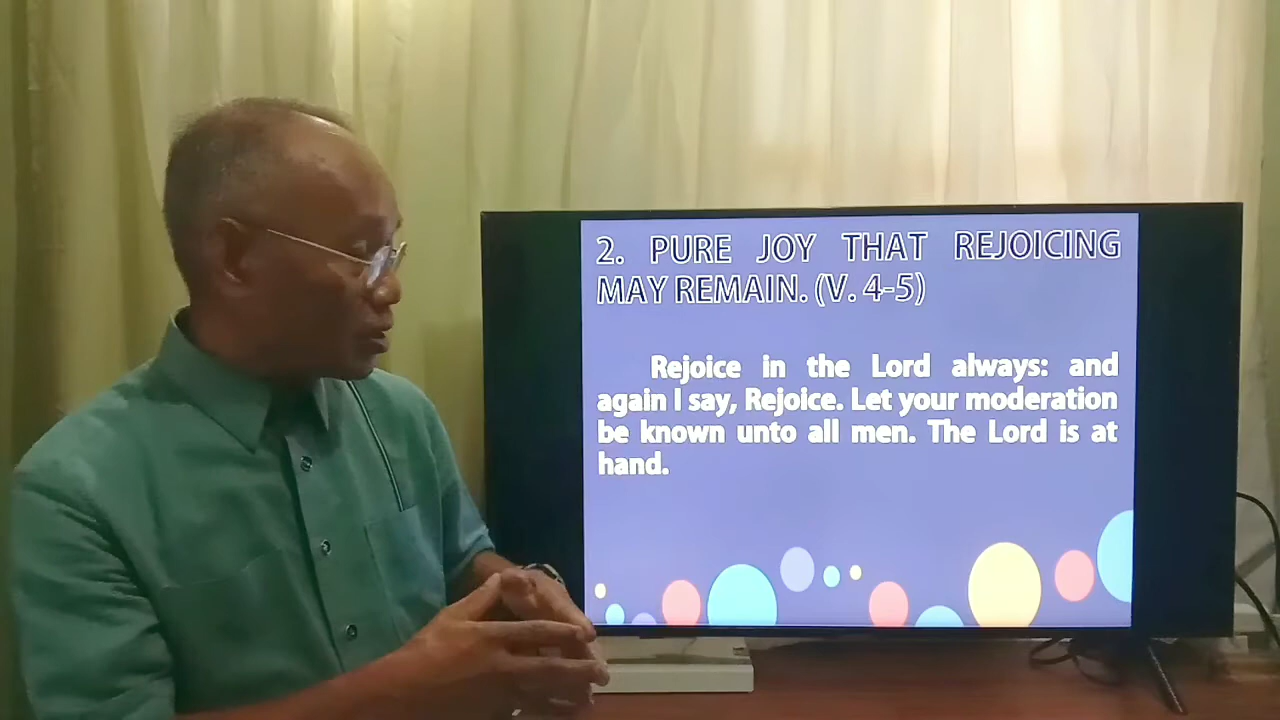 2. PURE JOY THAT REJOICING
MAY REMAIN. (V. 4-5)
Rejoice in the Lord always: and
again I say, Rejoice. Let your moderation
be known unto all men. The Lord is at
hand.